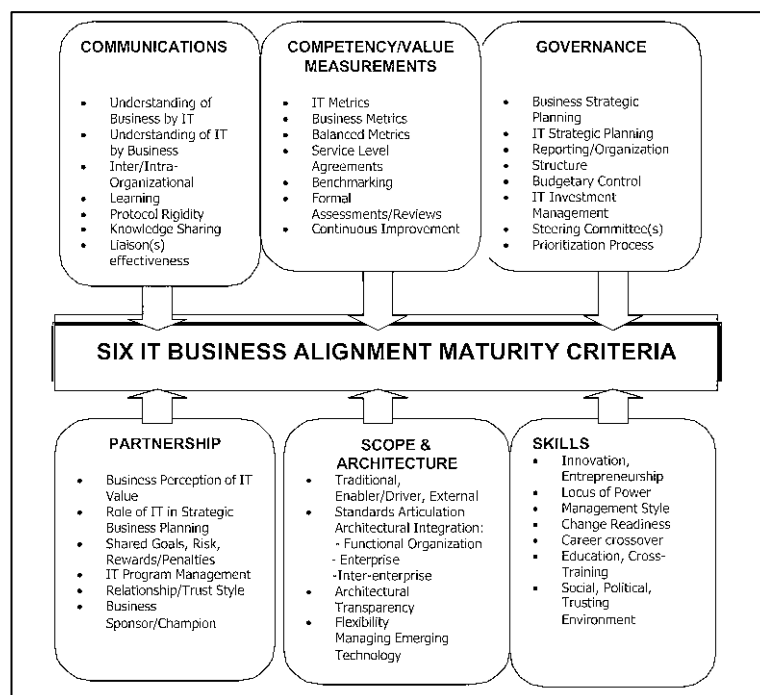 COMMUNICATIONS
• Understanding of
Business by IT
• Understanding of IT
by Business
• Inter/Intra-
Organizational
• Learning
• Protocol Rigidity
• Knowledge Sharing
• Liaison(s)
effectiveness
COMPETENCY/VALUE
MEASUREMENTS
• IT Metrics
• Business Metrics
• Balanced Metrics
• Service Level
Agreements
• Benchmarking
• Formal
Assessments/Reviews
• Continuous Improvement
GOVERNANCE
• Business Strategic
Planning
• IT Strategic Planning
• Reporting/Organization
• Structure
• Budgetary Control
• IT Investment
Management
• Steering Committee(s)
• Prioritization Process
SIX IT BUSINESS ALIGNMENT MATURITY CRITERIA
PARTNERSHIP
• Business Perception of IT
Value
• Role of IT in Strategic
Business Planning
• Shared Goals, Risk,
Rewards/Penalties
• IT Program Management
• Relationship/Trust Style
• Business
Sponsor/Champion
SCOPE &
ARCHITECTURE
• Traditional,
Enabler/Driver, External
• Standards Articulation
Architectural Integration:
- Functional Organization
- Enterprise
-Inter-enterprise
• Architectural
Transparency
• Flexibility
Managing Emerging
Technology
SKILLS
• Innovation,
Entrepreneurship
• Locus of Power
• Management Style
• Change Readiness
• Career crossover
• Education, Cross-
Training
• Social, Political,
Trusting
Environment